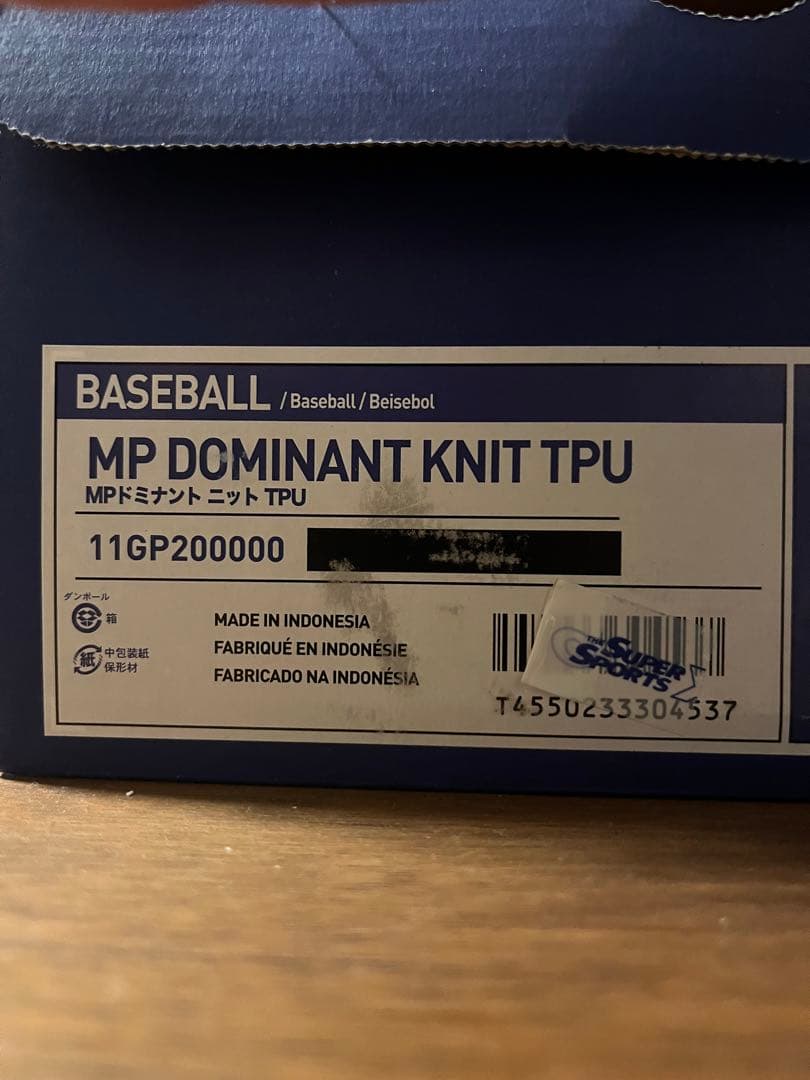 BASEBALL / Baseball / Beisebol
MP DOMINANT KNIT TPU
MPドミナント ニット TPU
11GP200000
ダンボール
箱
紙
中包装紙
保形材
MADE IN INDONESIA
FABRIQUÉ EN INDONÉSIE
FABRICADO NA INDONÉSIA
THE SUPER
SPORTS
T4550233304537